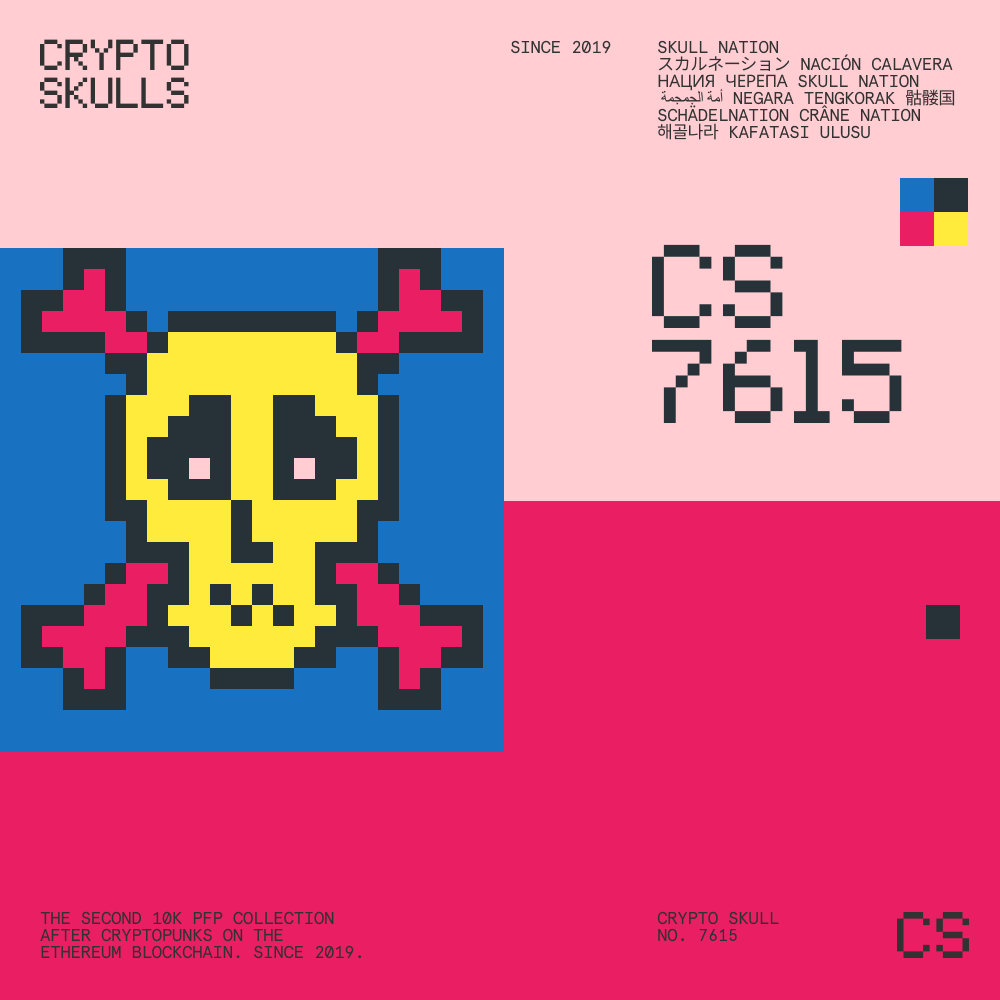 CRYPTO
SKULLS
SINCE 2019
SKULL NATION
スカルネーション NACIÓN CALAVERA
НАЦИЯ ЧЕРЕПА SKULL NATION
أمة الجمجمة NEGARA TENGKORAK 骷髅国
SCHÄDELNATION CRÂNE NATION
해골나라 KAFATASI ULUSU
CS
7615
THE SECOND 10K PFP COLLECTION
AFTER CRYPTOPUNKS ON THE
ETHEREUM BLOCKCHAIN. SINCE 2019.
CRYPTO SKULL
NO. 7615
CS